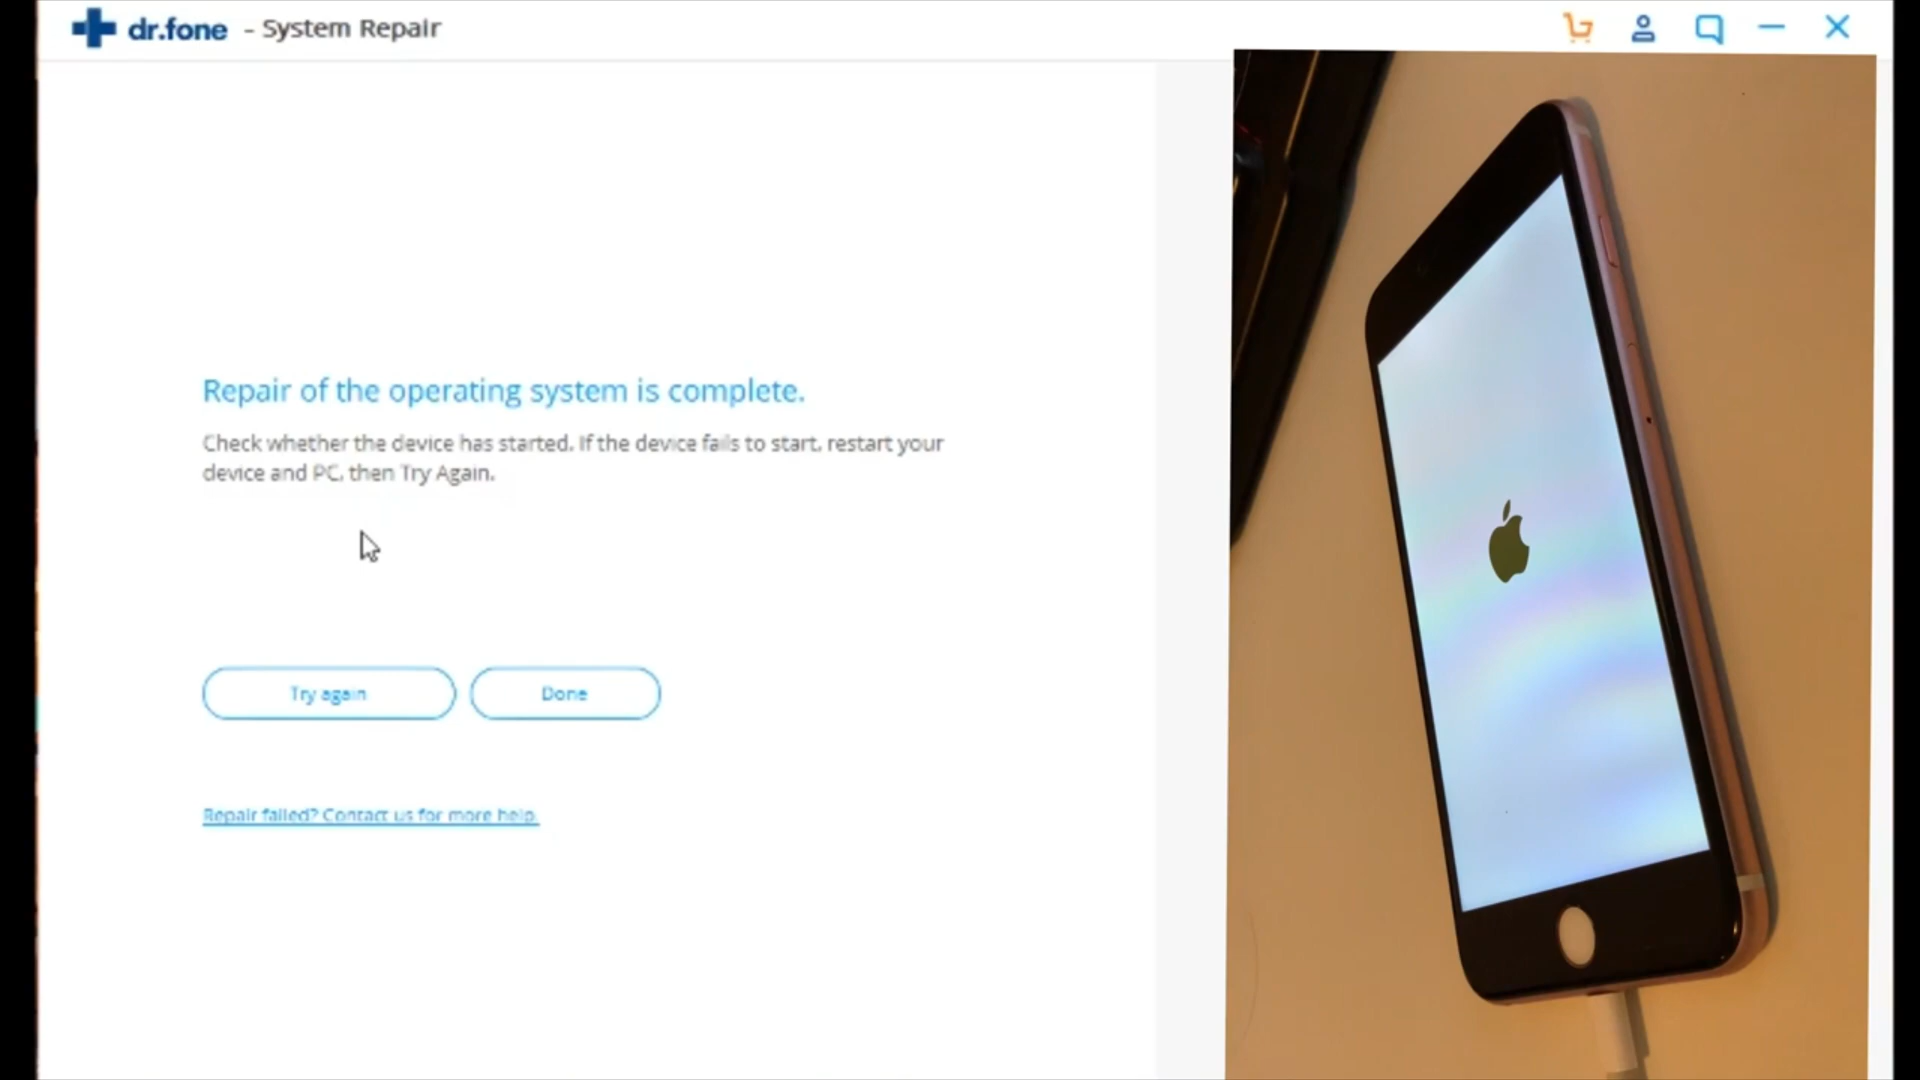 dr.fone - System Repair
Repair of the operating system is complete.
Check whether the device has started. If the device fails to start, restart your
device and PC, then Try Again.
Try again
Done
Repair failed? Contact us for more help.